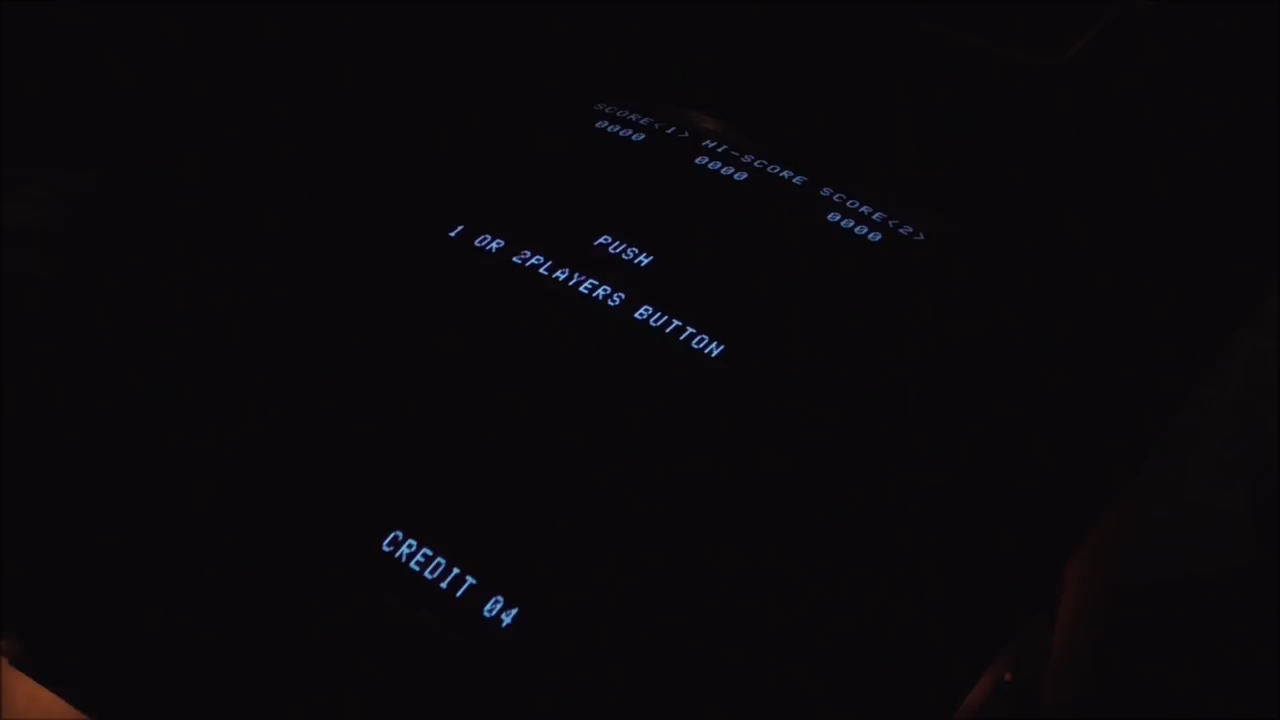 SCORE<1> HI-SCORE SCORE<2>
0000 0000 0000
PUSH
1 OR 2PLAYERS BUTTON
CREDIT 04